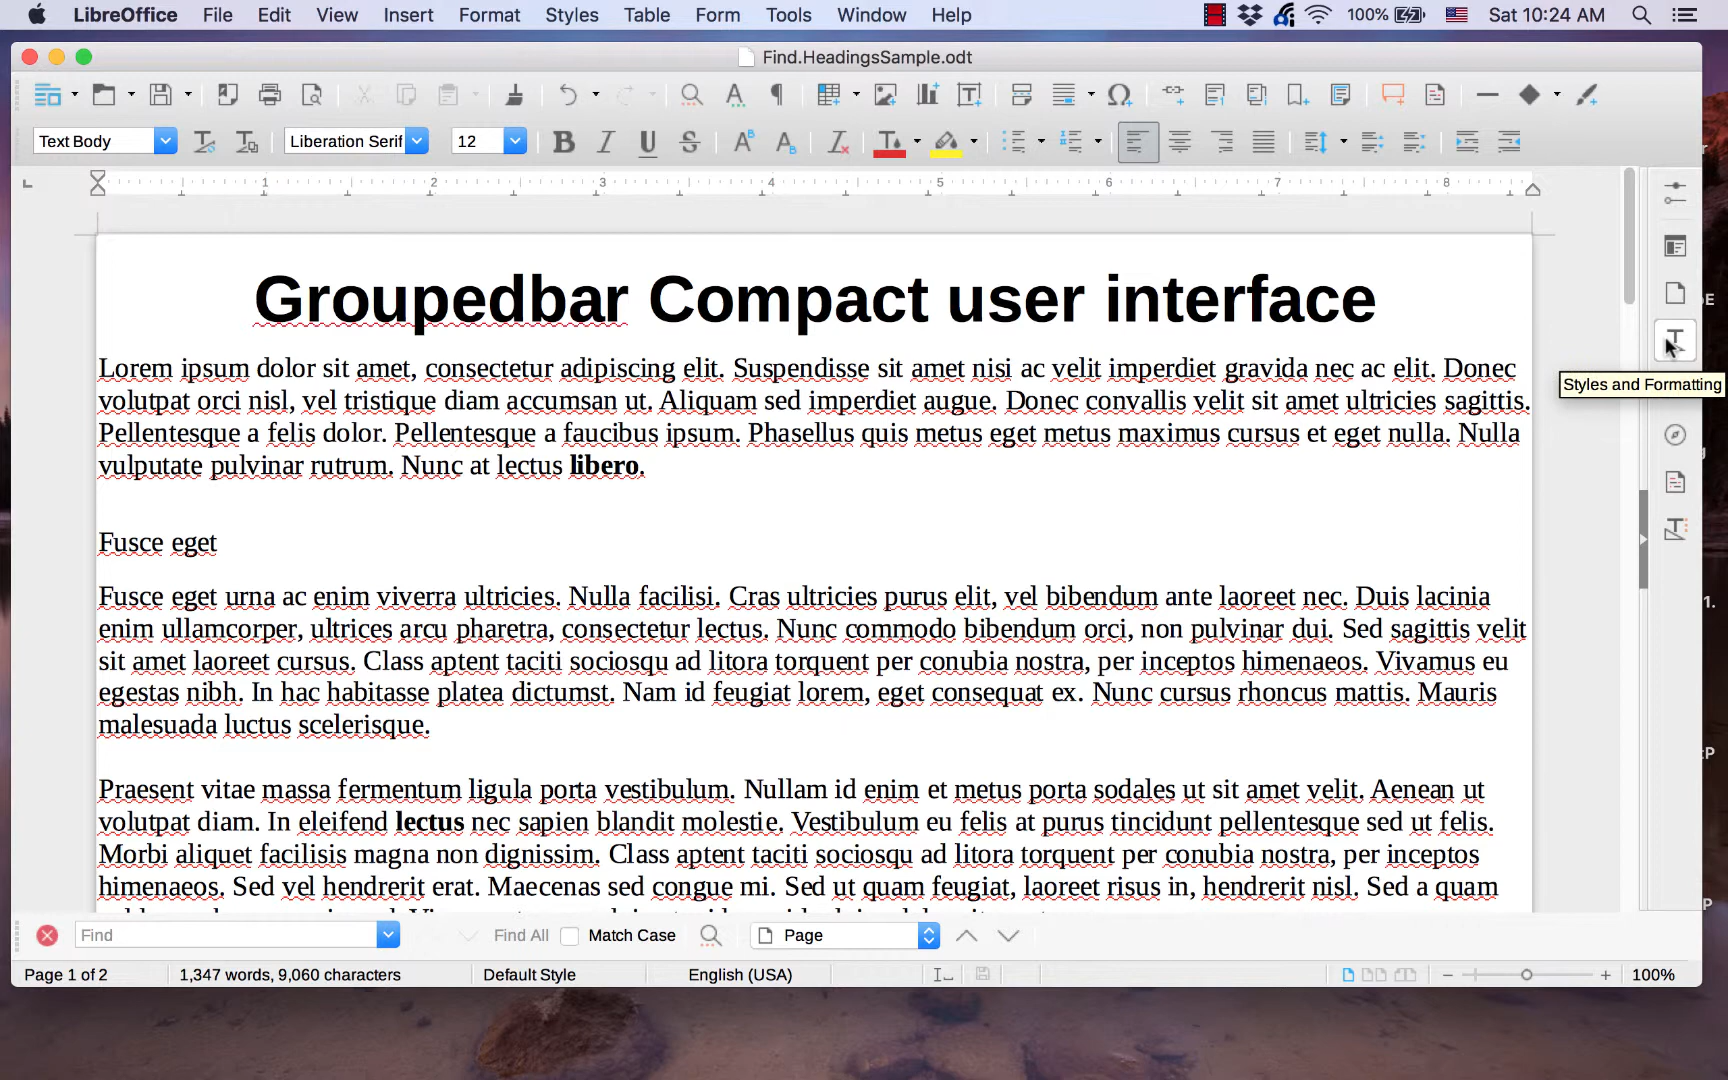 LibreOffice File Edit View Insert Format Styles Table Form Tools Window Help 100% Sat 10:24 AM
Find.HeadingsSample.odt
Text Body Liberation Serif 12
1 2 3 4 5 6 7 8
Groupedbar Compact user interface
Lorem ipsum dolor sit amet, consectetur adipiscing elit. Suspendisse sit amet nisi ac velit imperdiet gravida nec ac elit. Donec
volutpat orci nisl, vel tristique diam accumsan ut. Aliquam sed imperdiet augue. Donec convallis velit sit amet ultricies sagittis.
Pellentesque a felis dolor. Pellentesque a faucibus ipsum. Phasellus quis metus eget metus maximus cursus et eget nulla. Nulla
vulputate pulvinar rutrum. Nunc at lectus libero.
Styles and Formatting
Fusce eget
Fusce eget urna ac enim viverra ultricies. Nulla facilisi. Cras ultricies purus elit, vel bibendum ante laoreet nec. Duis lacinia
enim ullamcorper, ultrices arcu pharetra, consectetur lectus. Nunc commodo bibendum orci, non pulvinar dui. Sed sagittis velit
sit amet laoreet cursus. Class aptent taciti sociosqu ad litora torquent per conubia nostra, per inceptos himenaeos. Vivamus eu
egestas nibh. In hac habitasse platea dictumst. Nam id feugiat lorem, eget consequat ex. Nunc cursus rhoncus mattis. Mauris
malesuada luctus scelerisque.
Praesent vitae massa fermentum ligula porta vestibulum. Nullam id enim et metus porta sodales ut sit amet velit. Aenean ut
volutpat diam. In eleifend lectus nec sapien blandit molestie. Vestibulum eu felis at purus tincidunt pellentesque sed ut felis.
Morbi aliquet facilisis magna non dignissim. Class aptent taciti sociosqu ad litora torquent per conubia nostra, per inceptos
himenaeos. Sed vel hendrerit erat. Maecenas sed congue mi. Sed ut quam feugiat, laoreet risus in, hendrerit nisl. Sed a quam
Find Find All Match Case Page
Page 1 of 2 1,347 words, 9,060 characters Default Style English (USA) 100%